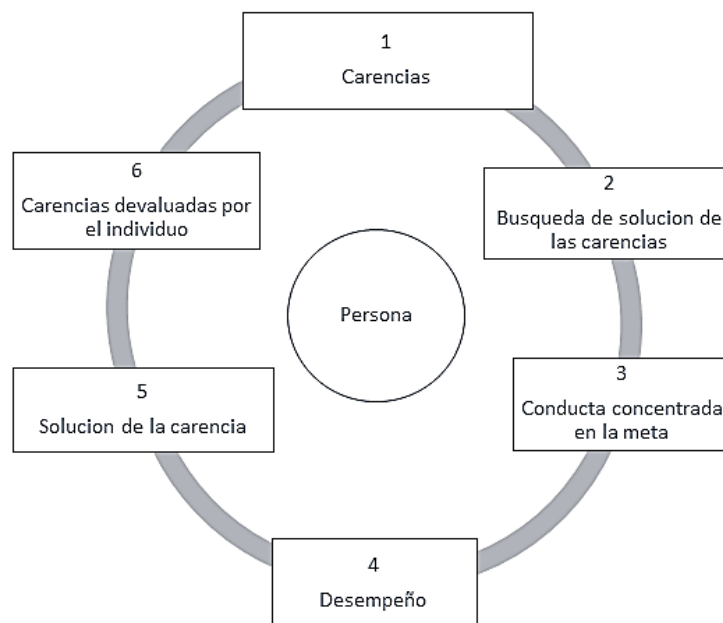 1
Carencias
2
Busqueda de solucion de
las carencias
3
Conducta concentrada
en la meta
4
Desempeño
5
Solucion de la carencia
6
Carencias devaluadas por
el individuo
Persona